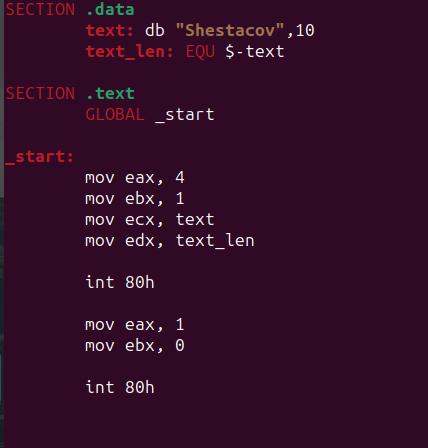 SECTION .data
text: db "Shestacov",10
text_len: EQU $-text
SECTION .text
GLOBAL _start
_start:
mov eax, 4
mov ebx, 1
mov ecx, text
mov edx, text_len
int 80h
mov eax, 1
mov ebx, 0
int 80h